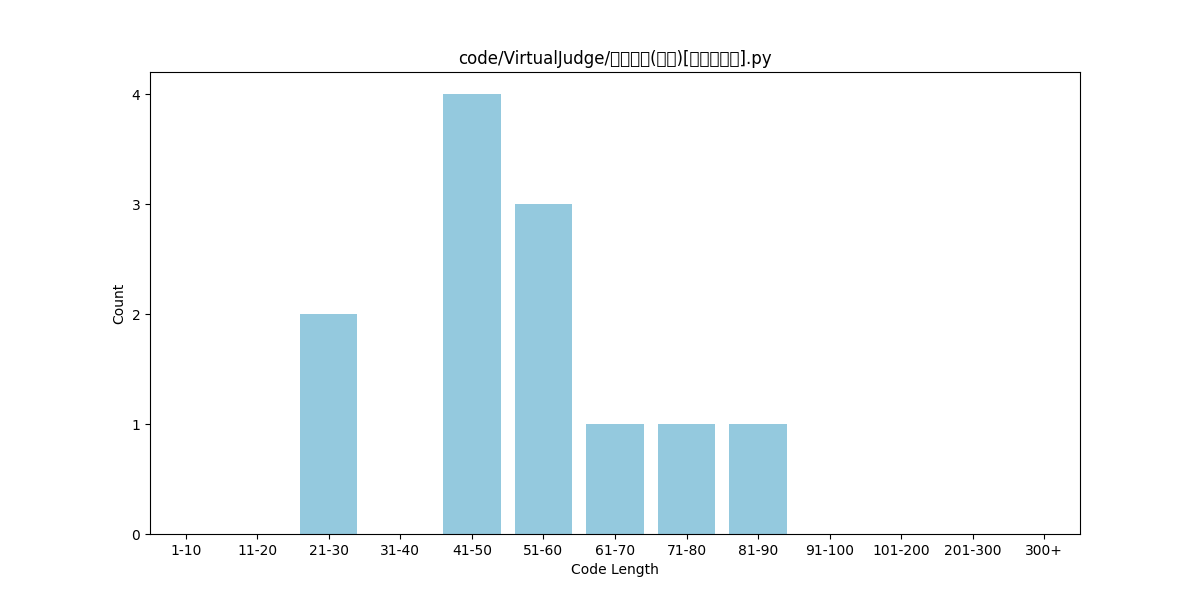 code/VirtualJudge/□□□□(□□)[□□□□□].py
4
3
2
1
0
Count
1-10 11-20 21-30 31-40 41-50 51-60 61-70 71-80 81-90 91-100 101-200 201-300 300+
Code Length